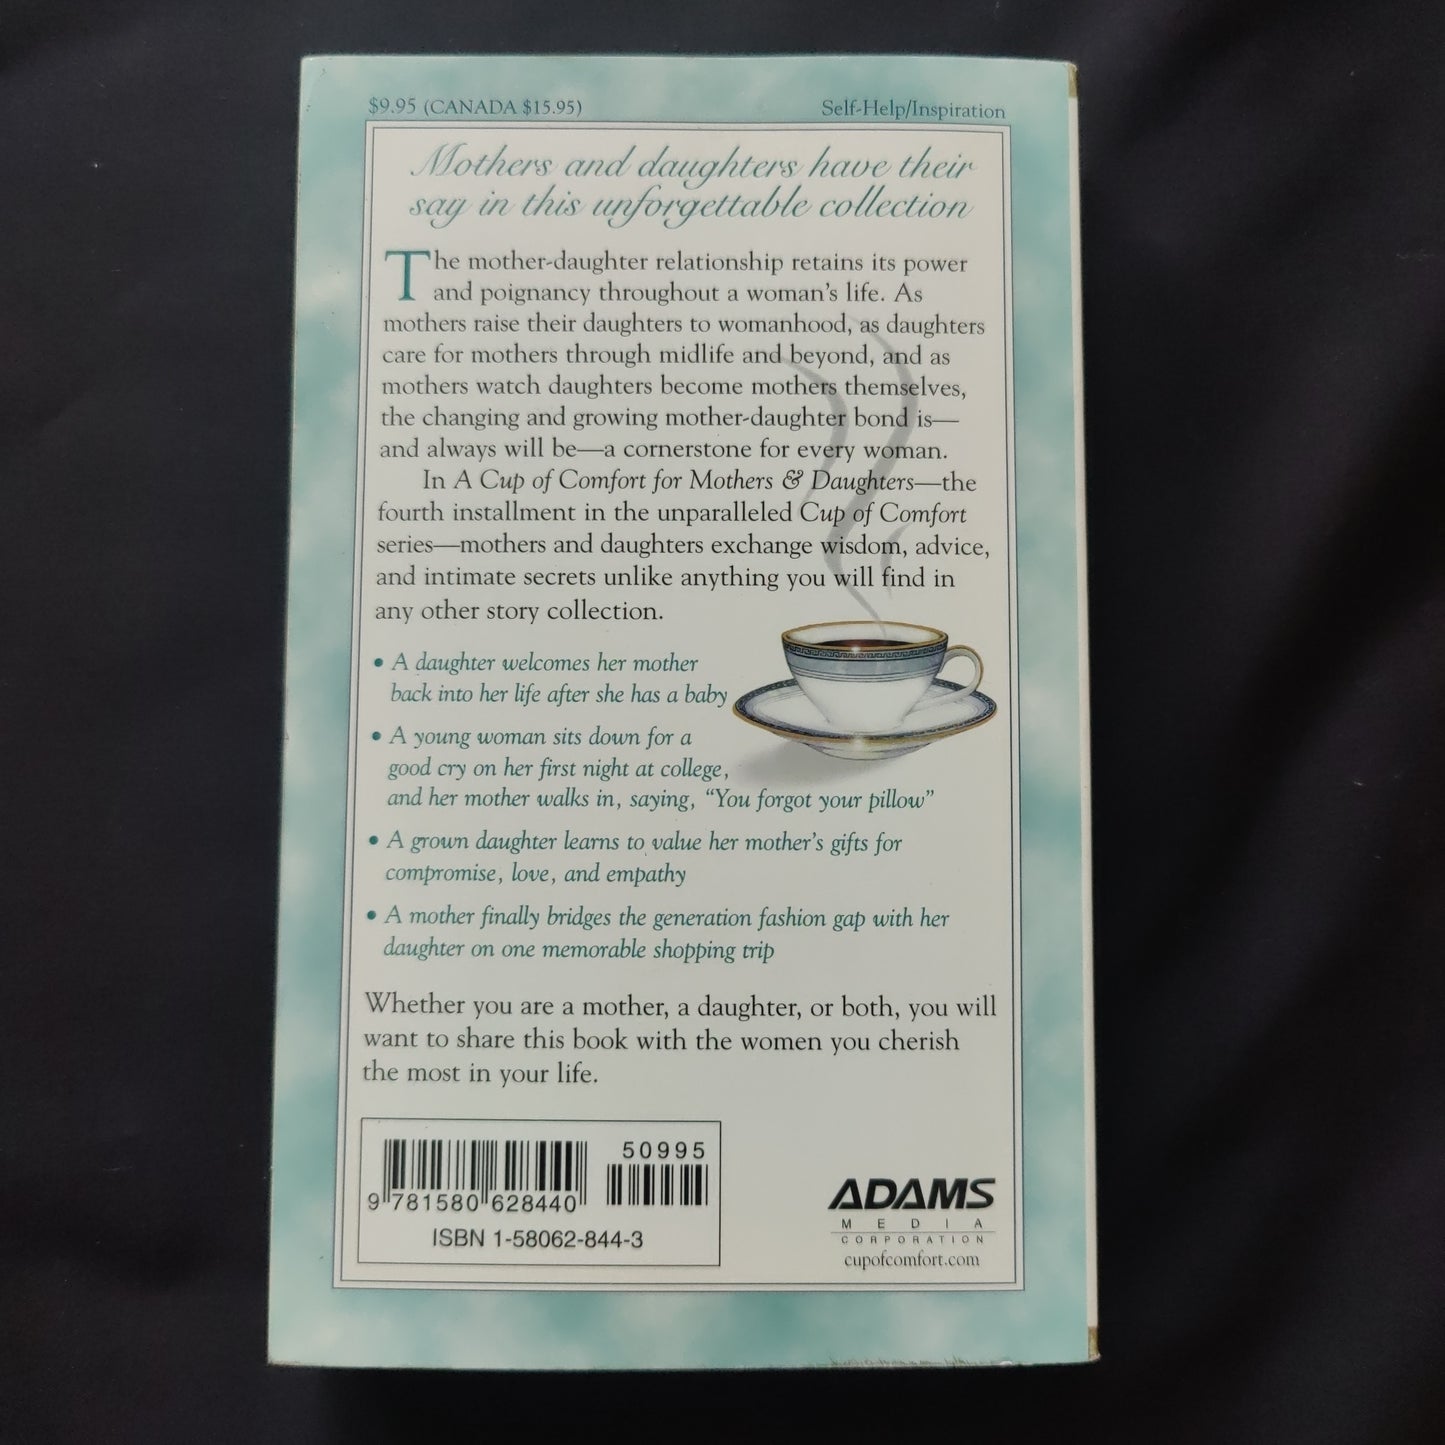 $9.95 (CANADA $15.95)
Self-Help/Inspiration
Mothers and daughters have their
say in this unforgettable collection
The mother-daughter relationship retains its power
and poignancy throughout a woman's life. As
mothers raise their daughters to womanhood, as daughters
care for mothers through midlife and beyond, and as
mothers watch daughters become mothers themselves,
the changing and growing mother-daughter bond is—
and always will be—a cornerstone for every woman.
In A Cup of Comfort for Mothers & Daughters—the
fourth installment in the unparalleled Cup of Comfort
series—mothers and daughters exchange wisdom, advice,
and intimate secrets unlike anything you will find in
any other story collection.
• A daughter welcomes her mother
back into her life after she has a baby
• A young woman sits down for a
good cry on her first night at college,
and her mother walks in, saying, “You forgot your pillow”
• A grown daughter learns to value her mother's gifts for
compromise, love, and empathy
• A mother finally bridges the generation fashion gap with her
daughter on one memorable shopping trip
Whether you are a mother, a daughter, or both, you will
want to share this book with the women you cherish
the most in your life.
50995
9 781580 628440
ISBN 1-58062-844-3
ADAMS
MEDIA
CORPORATION
cupofcomfort.com